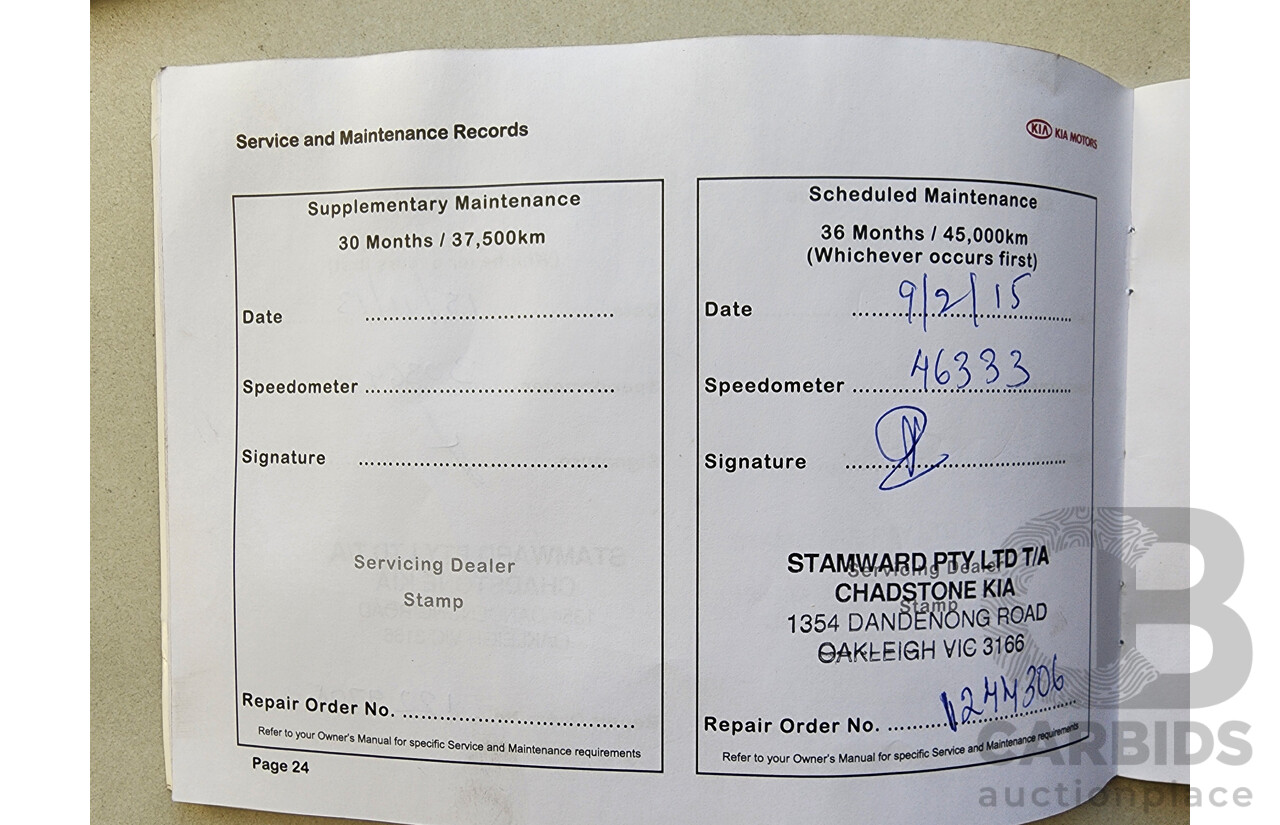 Service and Maintenance Records
KIA KIA MOTORS
Supplementary Maintenance
30 Months / 37,500km
Date
Speedometer
Signature
Servicing Dealer
Stamp
Repair Order No.
Refer to your Owner's Manual for specific Service and Maintenance requirements
Scheduled Maintenance
36 Months / 45,000km
(Whichever occurs first)
Date 9/2/15
Speedometer 46333
Signature
Servicing Dealer
Stamp
STAMWARD PTY LTD T/A
CHADSTONE KIA
1354 DANDENONG ROAD
OAKLEIGH VIC 3166
Repair Order No. 1244306
Refer to your Owner's Manual for specific Service and Maintenance requirements
Page 24
CARBIDS
auctionplace